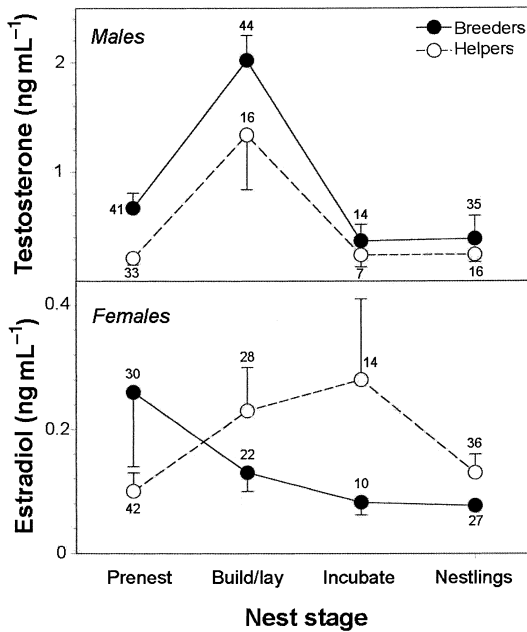 Males
44
Breeders
Helpers
Testosterone (ng mL⁻¹)
2
1
16
41
33
14
7
35
16
Females
Estradiol (ng mL⁻¹)
0.4
0.2
0
30
42
28
22
14
10
36
27
Prenest Build/lay Incubate Nestlings
Nest stage